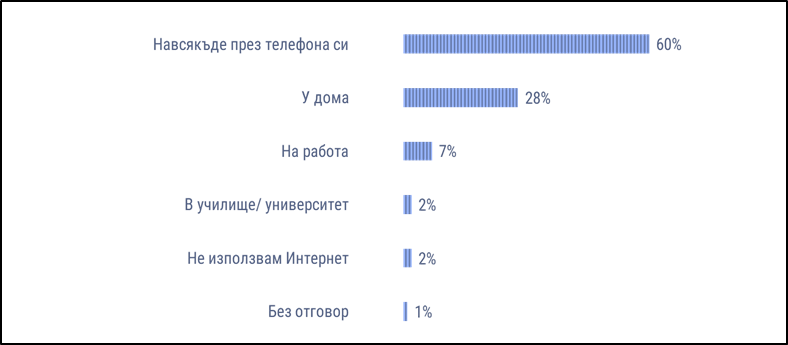 Навсякъде през телефона си 60%
У дома 28%
На работа 7%
В училище/ университет 2%
Не използвам Интернет 2%
Без отговор 1%